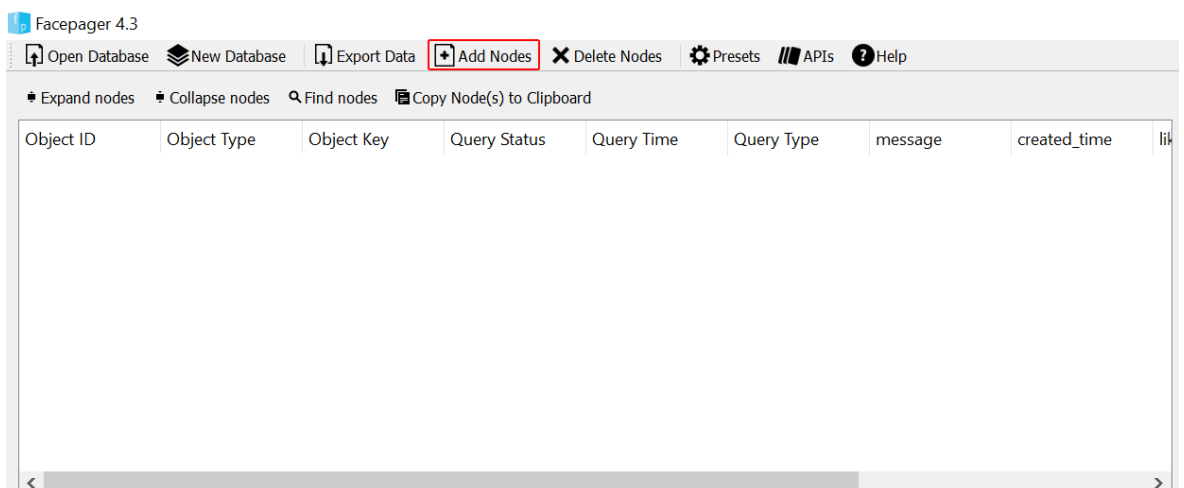 Facepager 4.3
Open Database New Database Export Data Add Nodes Delete Nodes Presets APIs Help
Expand nodes Collapse nodes Find nodes Copy Node(s) to Clipboard
Object ID Object Type Object Key Query Status Query Time Query Type message created_time